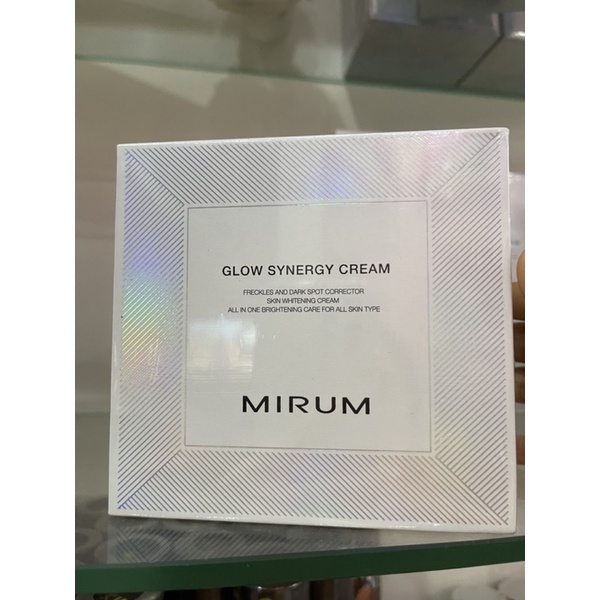 GLOW SYNERGY CREAM
FRECKLES AND DARK SPOT CORRECTOR
SKIN WHITENING CREAM
ALL IN ONE BRIGHTENING CARE FOR ALL SKIN TYPE
MIRUM